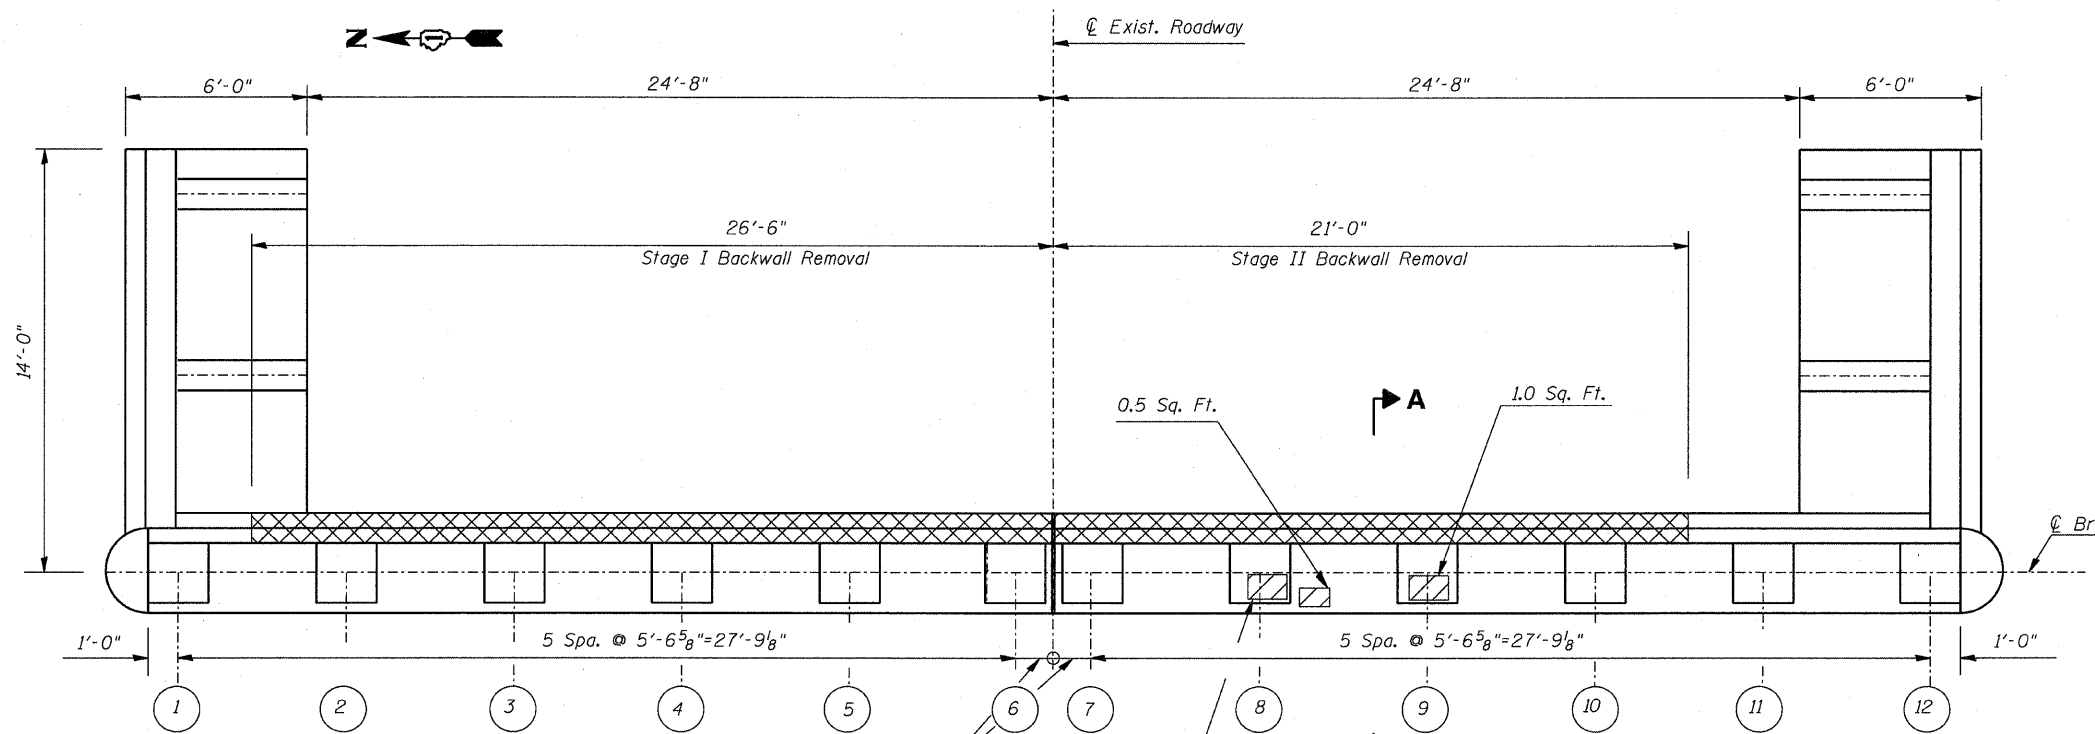 N
℄ Exist. Roadway
6'-0"
24'-8"
24'-8"
6'-0"
26'-6"
Stage I Backwall Removal
21'-0"
Stage II Backwall Removal
14'-0"
0.5 Sq. Ft.
A
1.0 Sq. Ft.
℄ Br
1'-0"
5 Spa. @ 5'-6⅝"=27'-9⅛"
5 Spa. @ 5'-6⅝"=27'-9⅛"
1'-0"
1 2 3 4 5 6 7 8 9 10 11 12